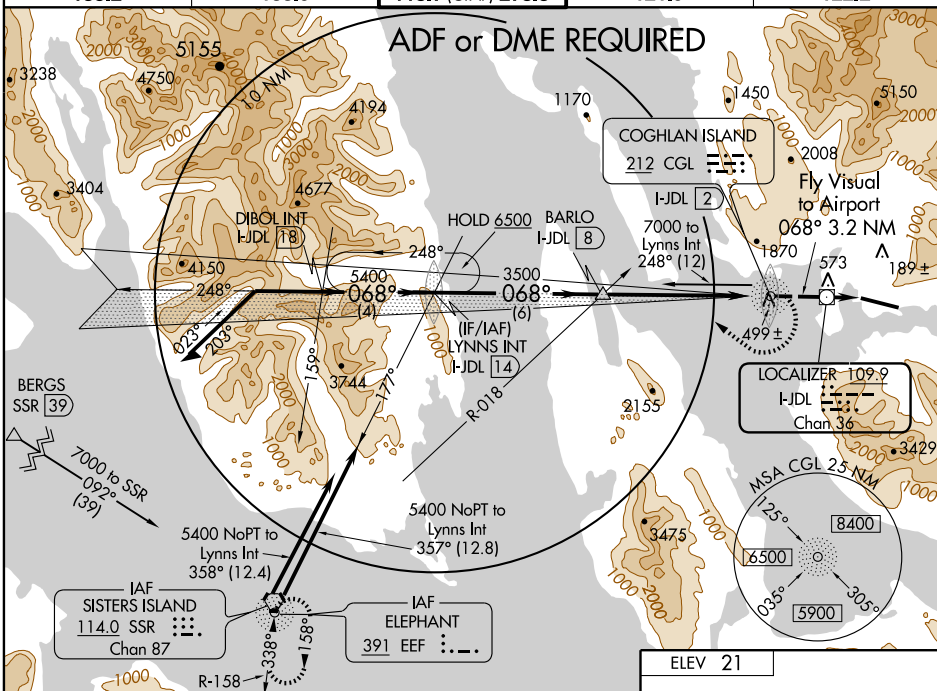 ADF or DME REQUIRED
5155
3238
4750
10 NM
4194
1170
1450
5150
2000
1000
3000
COGHLAN ISLAND
212 CGL
2008
3404
4677
I-JDL 2
Fly Visual
to Airport
068° 3.2 NM
DIBOL INT
I-JDL 18
HOLD 6500
BARLO
I-JDL 8
7000 to
Lynns Int
248° (12)
1870
573
189 ±
4150
248°
5400
068°
(4)
3500
068°
(6)
248°
(IF/IAF)
LYNNS INT
I-JDL 14
499 ±
023°
203°
159°
3744
177°
R-018
2155
LOCALIZER 109.9
I-JDL
Chan 36
BERGS
SSR 39
7000 to SSR
092°
(39)
3429
MSA CGL 25 NM
125°
8400
6500
035°
305°
5900
5400 NoPT to
Lynns Int
358° (12.4)
5400 NoPT to
Lynns Int
357° (12.8)
3475
IAF
SISTERS ISLAND
114.0 SSR
Chan 87
IAF
ELEPHANT
391 EEF
338°
158°
R-158
1000
2000
1000
ELEV 21